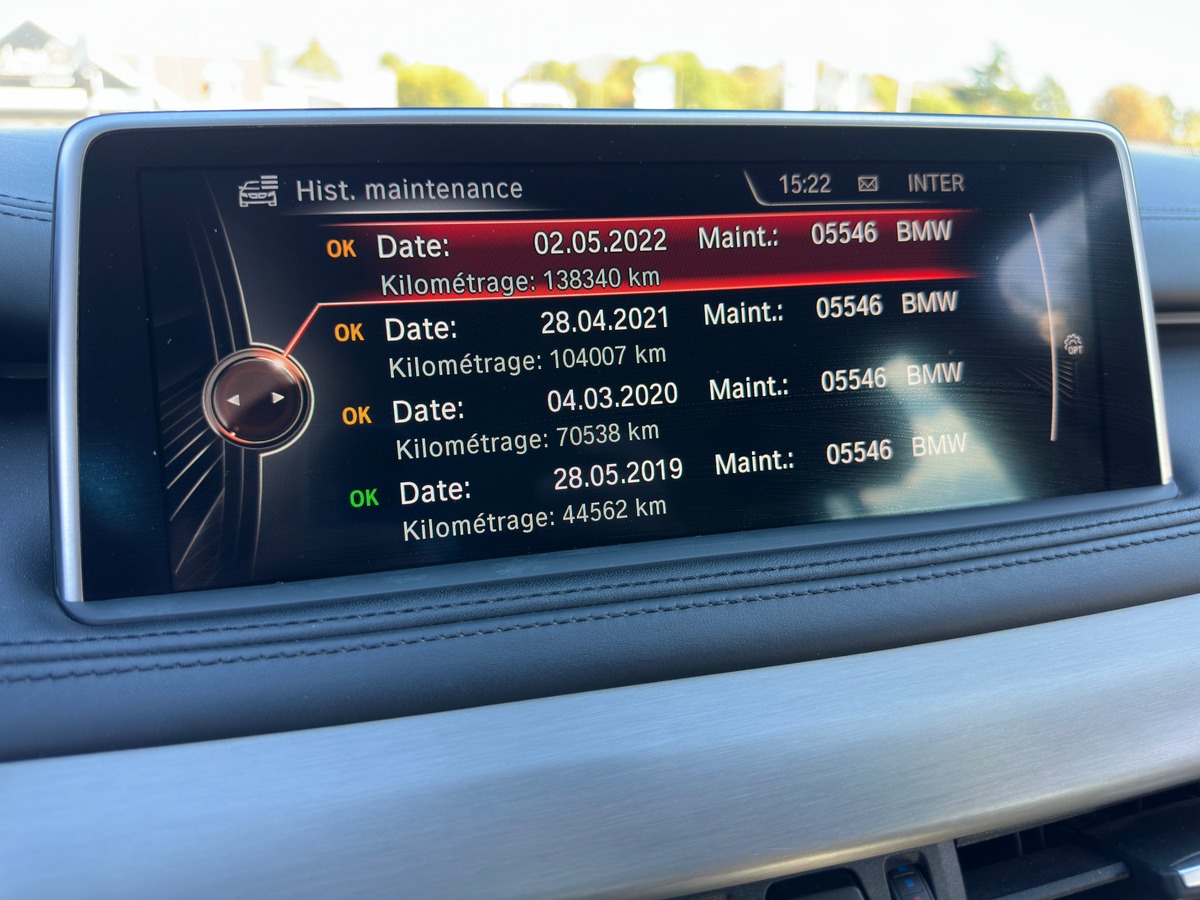 Hist. maintenance 15:22 INTER
OK Date: 02.05.2022 Maint.: 05546 BMW
Kilométrage: 138340 km
OK Date: 28.04.2021 Maint.: 05546 BMW
Kilométrage: 104007 km
OK Date: 04.03.2020 Maint.: 05546 BMW
Kilométrage: 70538 km
OK Date: 28.05.2019 Maint.: 05546 BMW
Kilométrage: 44562 km
OPT